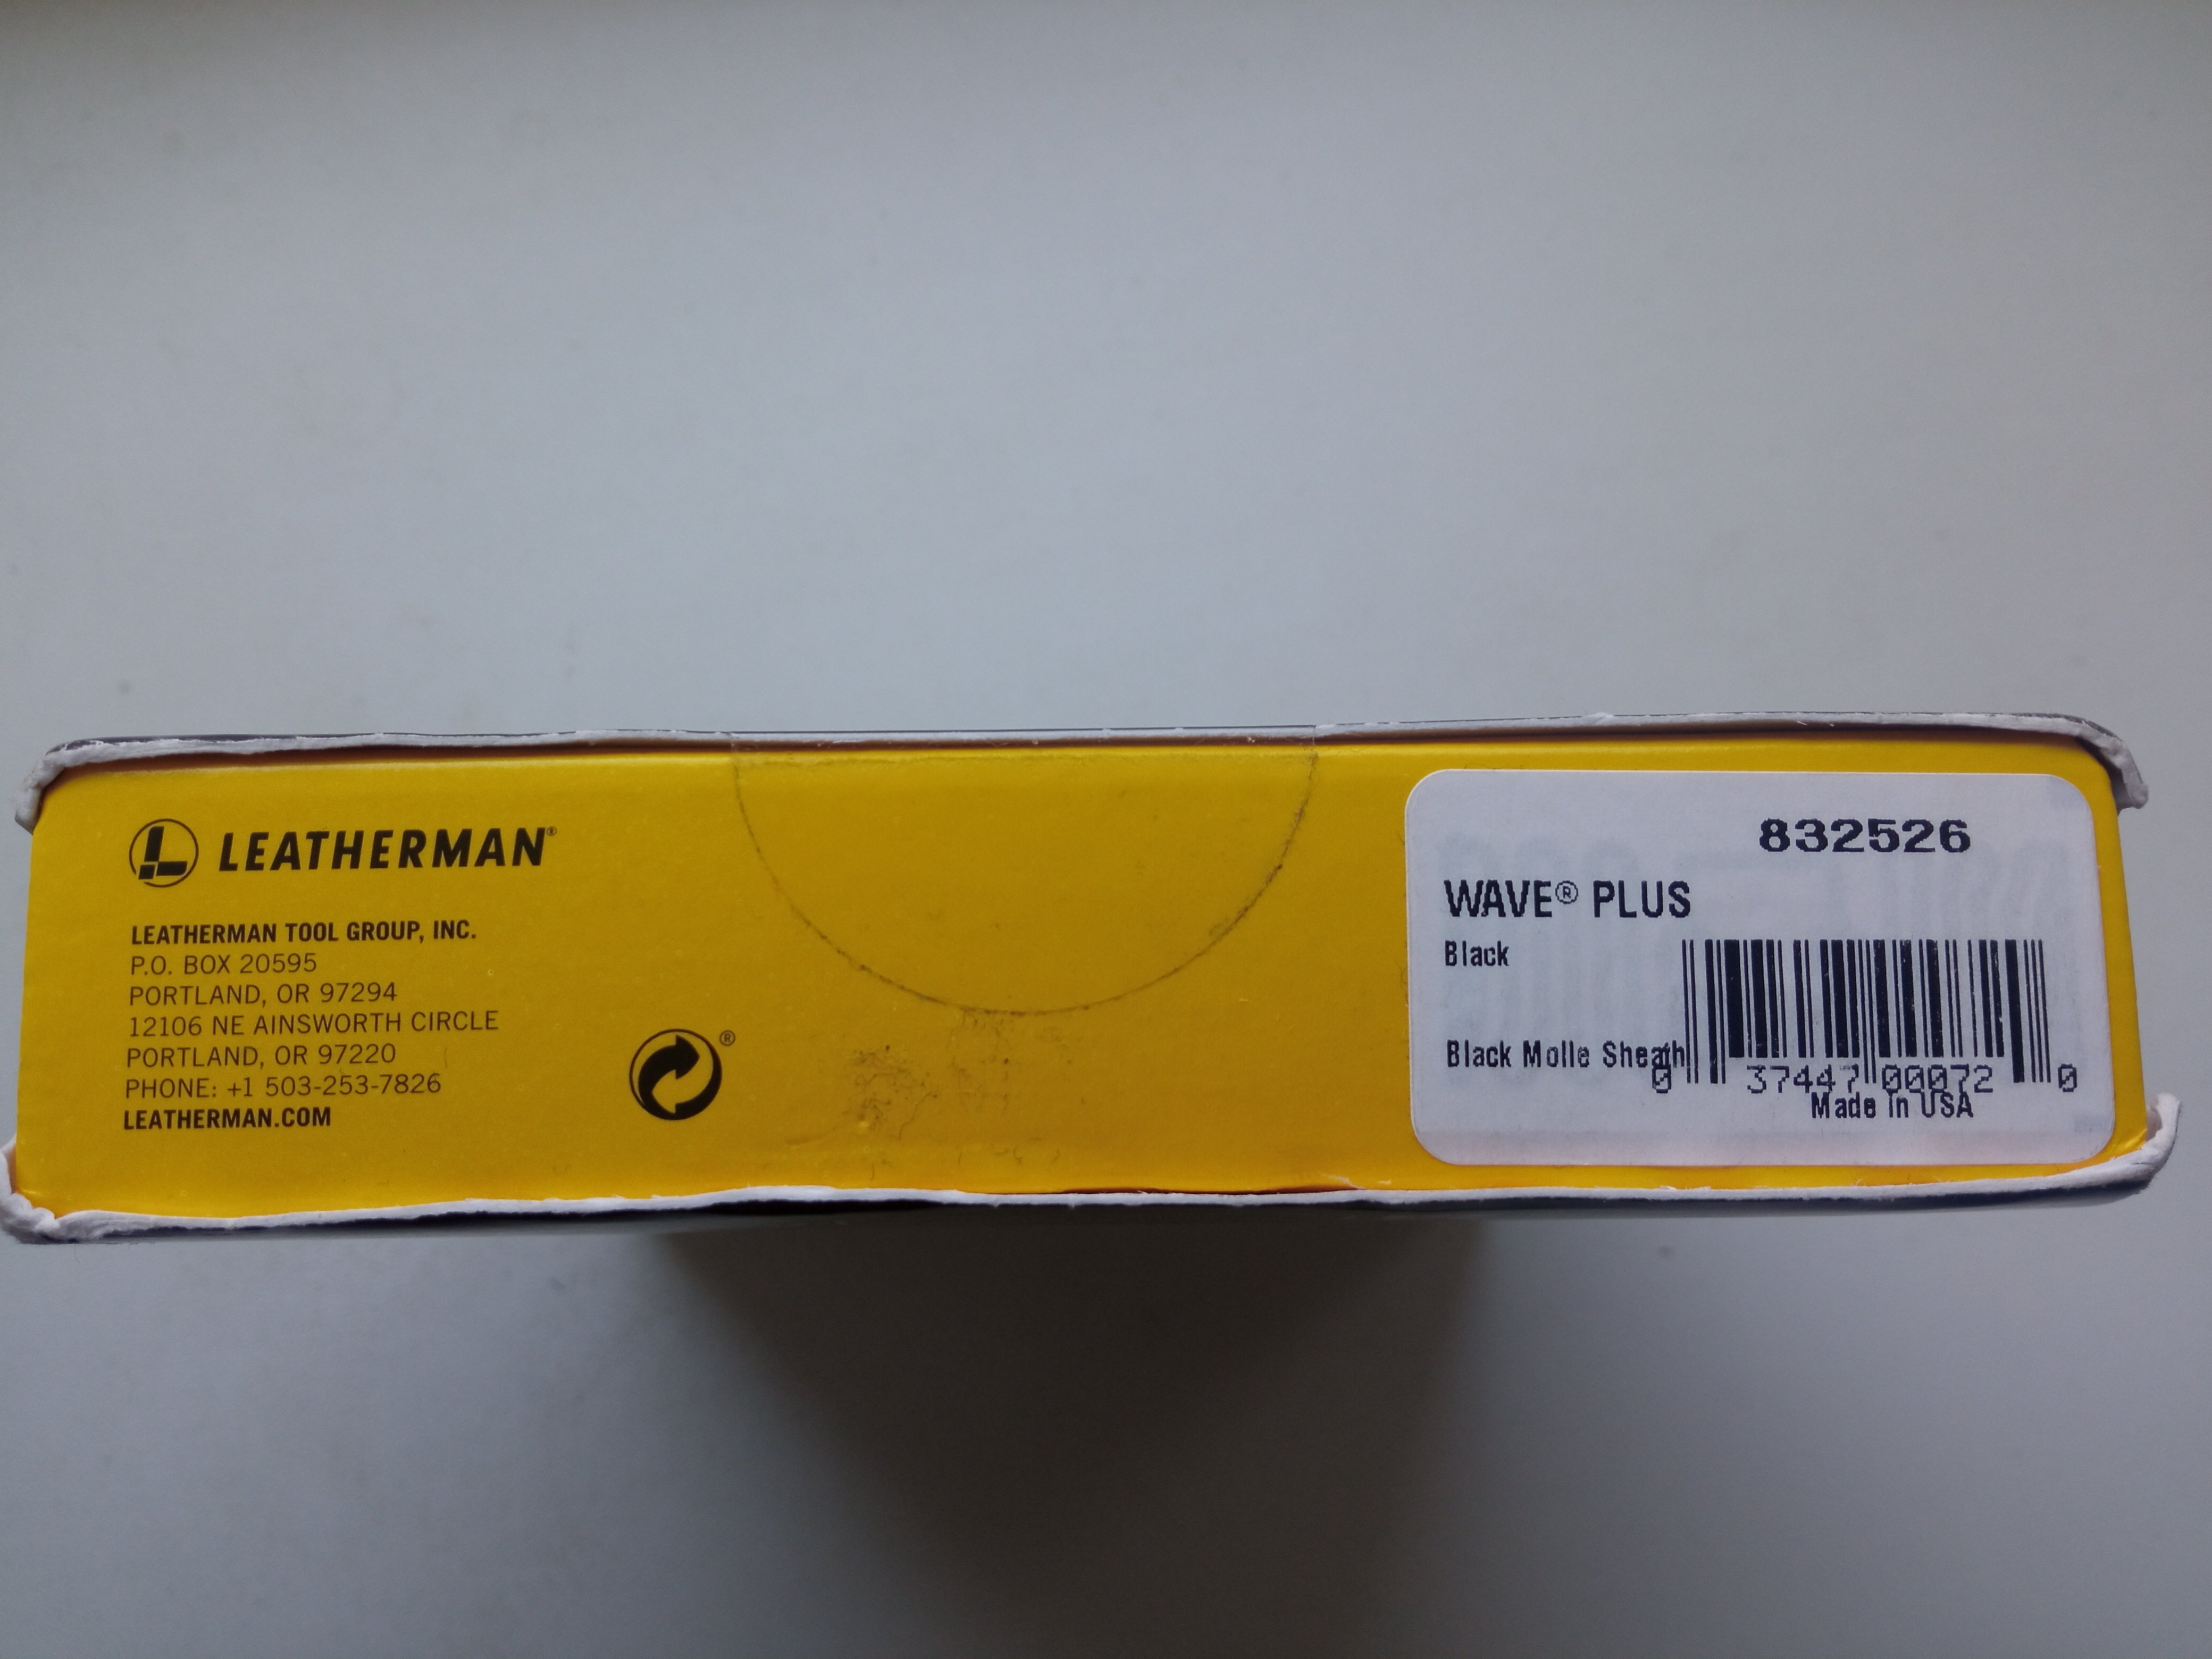 LEATHERMAN®
LEATHERMAN TOOL GROUP, INC.
P.O. BOX 20595
PORTLAND, OR 97294
12106 NE AINSWORTH CIRCLE
PORTLAND, OR 97220
PHONE: +1 503-253-7826
LEATHERMAN.COM
®
832526
WAVE® PLUS
Black
Black Molle Sheath
0 37447 00072 0
Made in USA